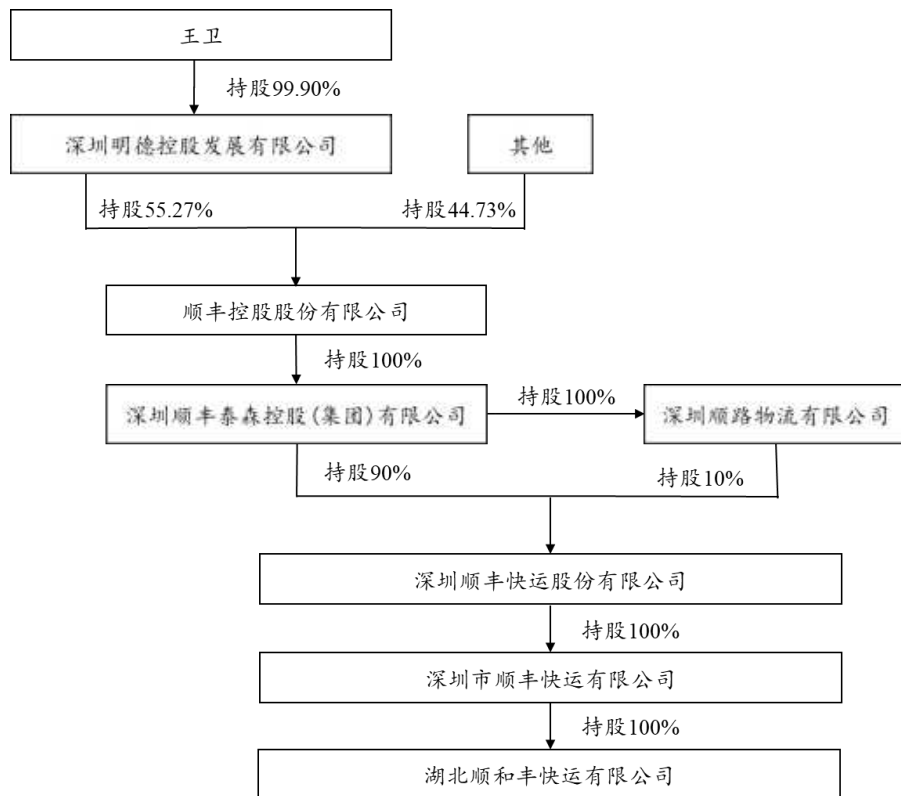 王卫
持股99.90%
深圳明德控股发展有限公司
其他
持股55.27%
持股44.73%
顺丰控股股份有限公司
持股100%
深圳顺丰泰森控股(集团)有限公司
持股100%
深圳顺路物流有限公司
持股90%
持股10%
深圳顺丰快运股份有限公司
持股100%
深圳市顺丰快运有限公司
持股100%
湖北顺和丰快运有限公司